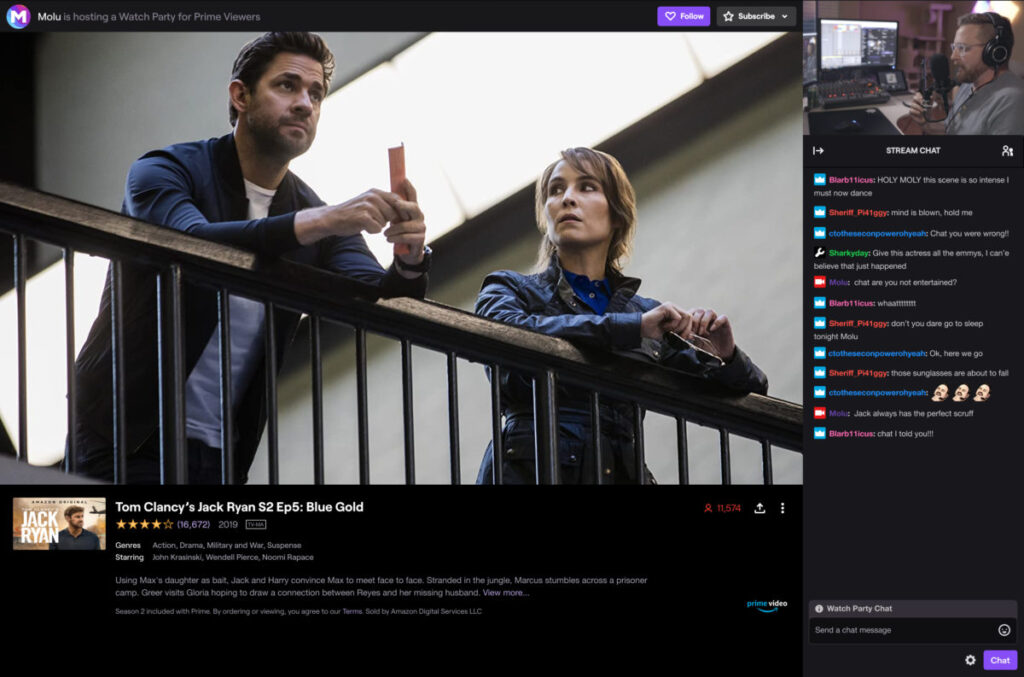 M
Molu is hosting a Watch Party for Prime Viewers
Follow
Subscribe
STREAM CHAT
Blarb11icus: HOLY MOLY this scene is so intense I
must now dance
Sheriff_Pi41ggy: mind is blown, hold me
ctotheseconpowerohyeah: Chat you were wrong!!
Sharkyday: Give this actress all the emmys, I can'e
believe that just happened
Molu: chat are you not entertained?
Blarb11icus: whaattttttttt
Sheriff_Pi41ggy: don't you dare go to sleep
tonight Molu
ctotheseconpowerohyeah: Ok, here we go
Sheriff_Pi41ggy: those sunglasses are about to fall
ctotheseconpowerohyeah:
Molu: Jack always has the perfect scruff
Blarb11icus: chat I told you!!!
AMAZON ORIGINAL
TOM CLANCY'S
JACK
RYAN
Tom Clancy's Jack Ryan S2 Ep5: Blue Gold
(16,672) 2019 TV-MA
11,574
Genres Action, Drama, Military and War, Suspense
Starring John Krasinski, Wendell Pierce, Noomi Rapace
Using Max's daughter as bait, Jack and Harry convince Max to meet face to face. Stranded in the jungle, Marcus stumbles across a prisoner
camp. Greer visits Gloria hoping to draw a connection between Reyes and her missing husband. View more...
Season 2 included with Prime. By ordering or viewing, you agree to our Terms. Sold by Amazon Digital Services LLC
prime video
Watch Party Chat
Send a chat message
Chat